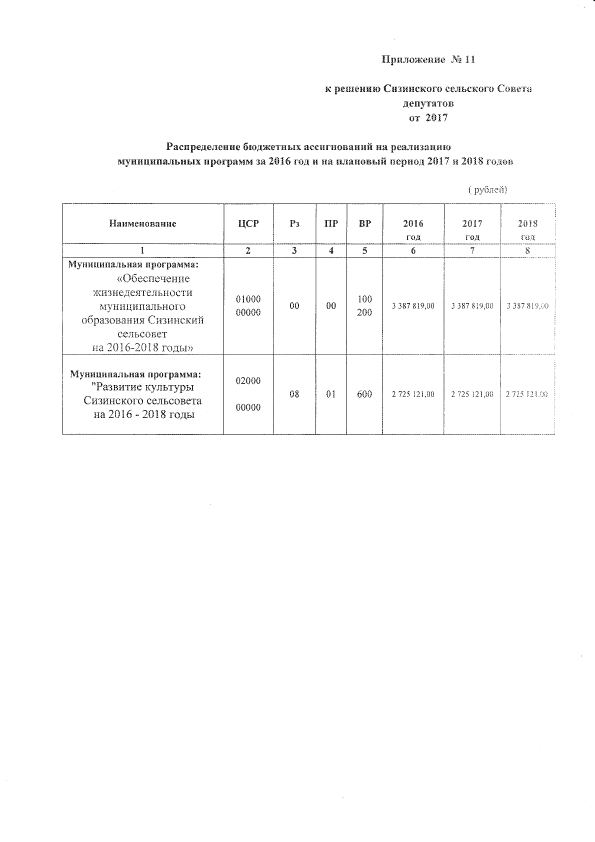 Приложение № 11
к решению Сизинского сельского Совета
депутатов
от 2017
Распределение бюджетных ассигнований на реализацию
муниципальных программ за 2016 год и на плановый период 2017 и 2018 годов
( рублей)
Наименование ЦСР Рз ПР ВР 2016 год 2017 год 2018 год
1 2 3 4 5 6 7 8
Муниципальная программа:
«Обеспечение
жизнедеятельности
муниципального
образования Сизинский
сельсовет
на 2016-2018 годы»
01000
00000
00 00
100
200
3 387 819,00 3 387 819,00 3 387 819,00
Муниципальная программа:
"Развитие культуры
Сизинского сельсовета
на 2016 - 2018 годы
02000
00000
08 01 600 2 725 121,00 2 725 121,00 2 725 121,00